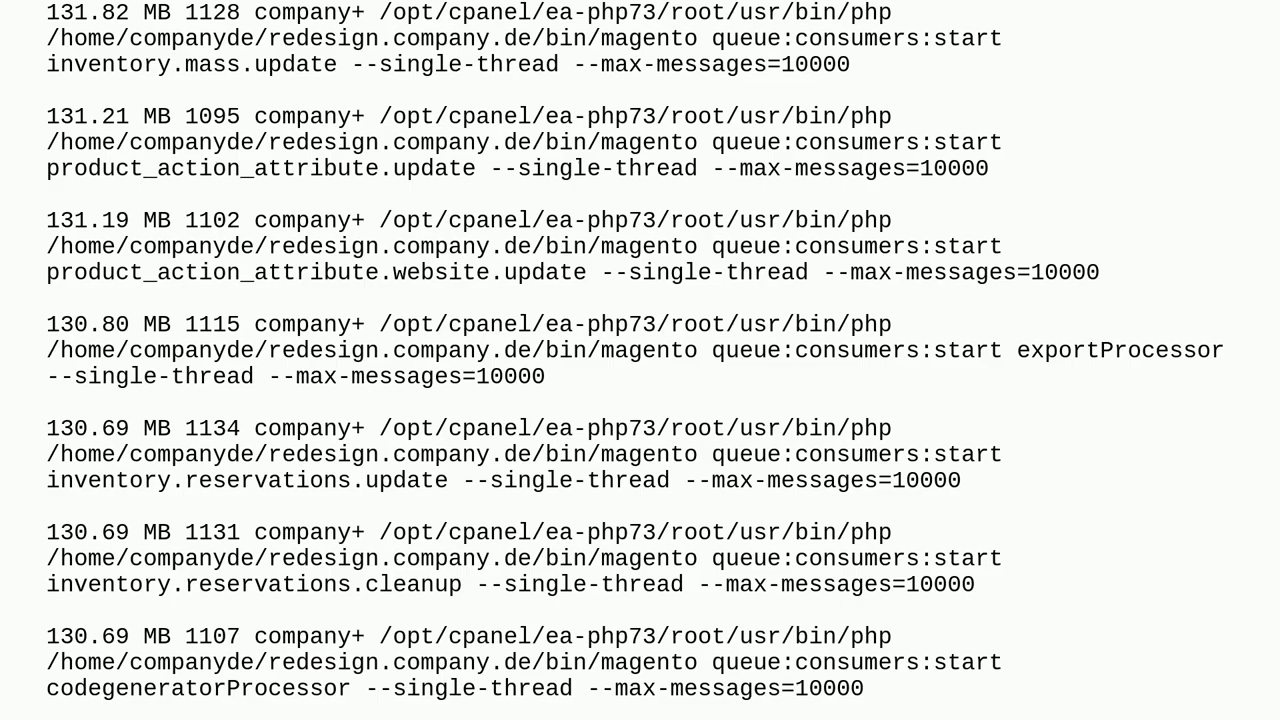 131.82 MB 1128 company+ /opt/cpanel/ea-php73/root/usr/bin/php
/home/companyde/redesign.company.de/bin/magento queue:consumers:start
inventory.mass.update --single-thread --max-messages=10000
131.21 MB 1095 company+ /opt/cpanel/ea-php73/root/usr/bin/php
/home/companyde/redesign.company.de/bin/magento queue:consumers:start
product_action_attribute.update --single-thread --max-messages=10000
131.19 MB 1102 company+ /opt/cpanel/ea-php73/root/usr/bin/php
/home/companyde/redesign.company.de/bin/magento queue:consumers:start
product_action_attribute.website.update --single-thread --max-messages=10000
130.80 MB 1115 company+ /opt/cpanel/ea-php73/root/usr/bin/php
/home/companyde/redesign.company.de/bin/magento queue:consumers:start exportProcessor
--single-thread --max-messages=10000
130.69 MB 1134 company+ /opt/cpanel/ea-php73/root/usr/bin/php
/home/companyde/redesign.company.de/bin/magento queue:consumers:start
inventory.reservations.update --single-thread --max-messages=10000
130.69 MB 1131 company+ /opt/cpanel/ea-php73/root/usr/bin/php
/home/companyde/redesign.company.de/bin/magento queue:consumers:start
inventory.reservations.cleanup --single-thread --max-messages=10000
130.69 MB 1107 company+ /opt/cpanel/ea-php73/root/usr/bin/php
/home/companyde/redesign.company.de/bin/magento queue:consumers:start
codegeneratorProcessor --single-thread --max-messages=10000